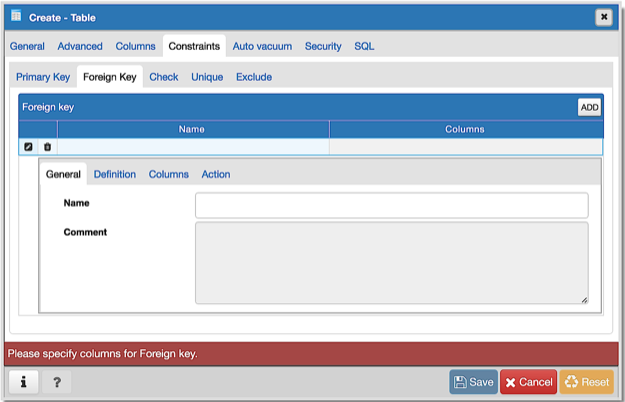 Create - Table
General Advanced Columns Constraints Auto vacuum Security SQL
Primary Key Foreign Key Check Unique Exclude
Foreign key ADD
Name Columns
General Definition Columns Action
Name
Comment
Please specify columns for Foreign key.
i ? Save Cancel Reset